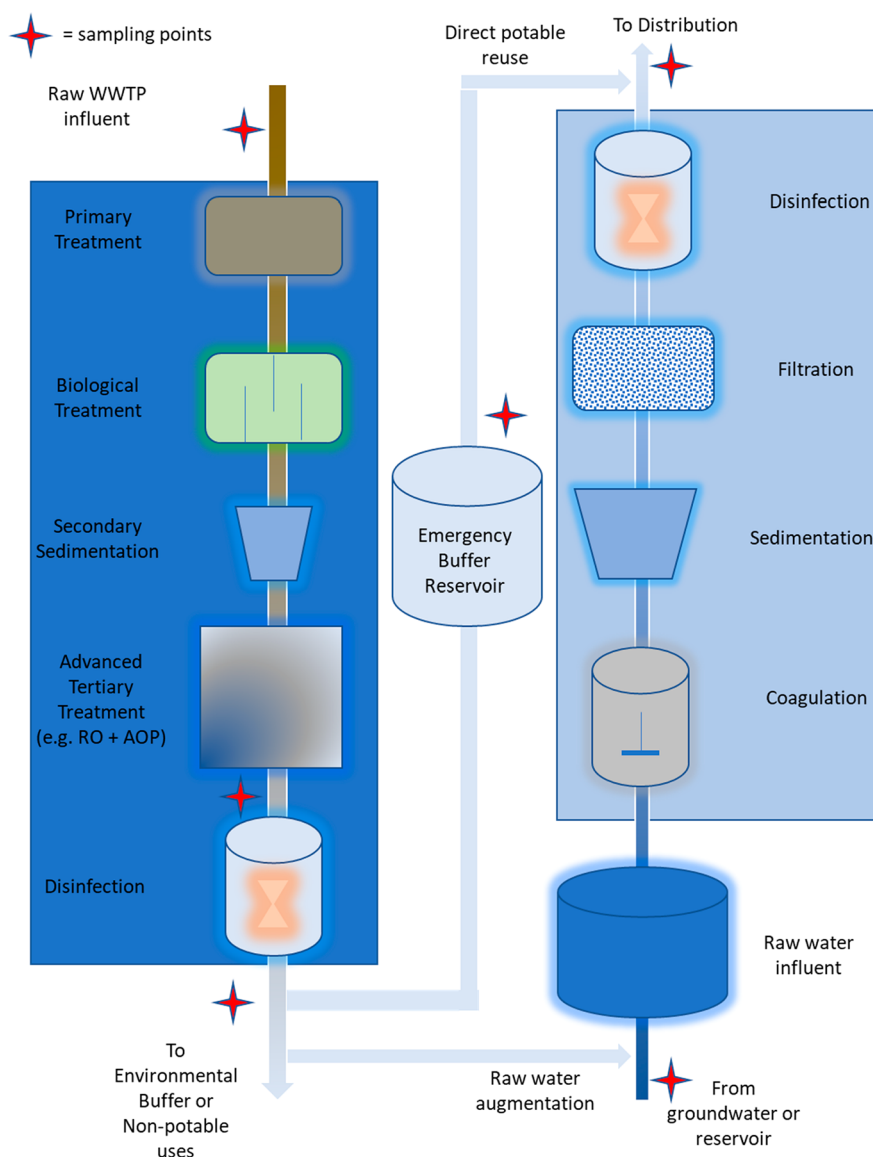 = sampling points
Raw WWTP
influent
Primary
Treatment
Biological
Treatment
Secondary
Sedimentation
Advanced
Tertiary
Treatment
(e.g. RO + AOP)
Disinfection
To
Environmental
Buffer or
Non-potable
uses
Direct potable
reuse
Emergency
Buffer
Reservoir
Raw water
augmentation
To Distribution
Disinfection
Filtration
Sedimentation
Coagulation
Raw water
influent
From
groundwater or
reservoir